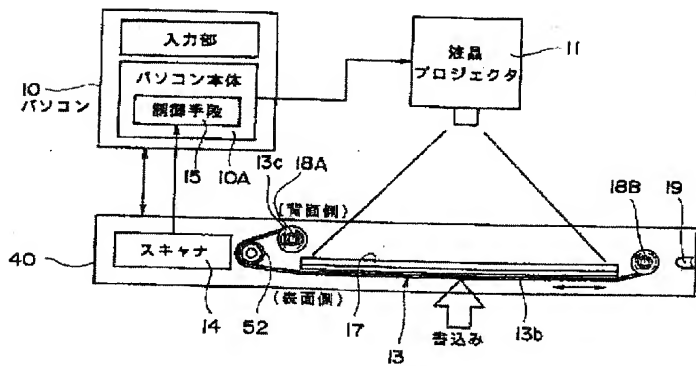 入力部
パソコン本体
制御手段
10
パソコン
15
10A
液晶
プロジェクタ
11
13c
18A
(背面側)
18B
19
スキャナ
40
14
52
(表面側)
17
13
書込み
13b